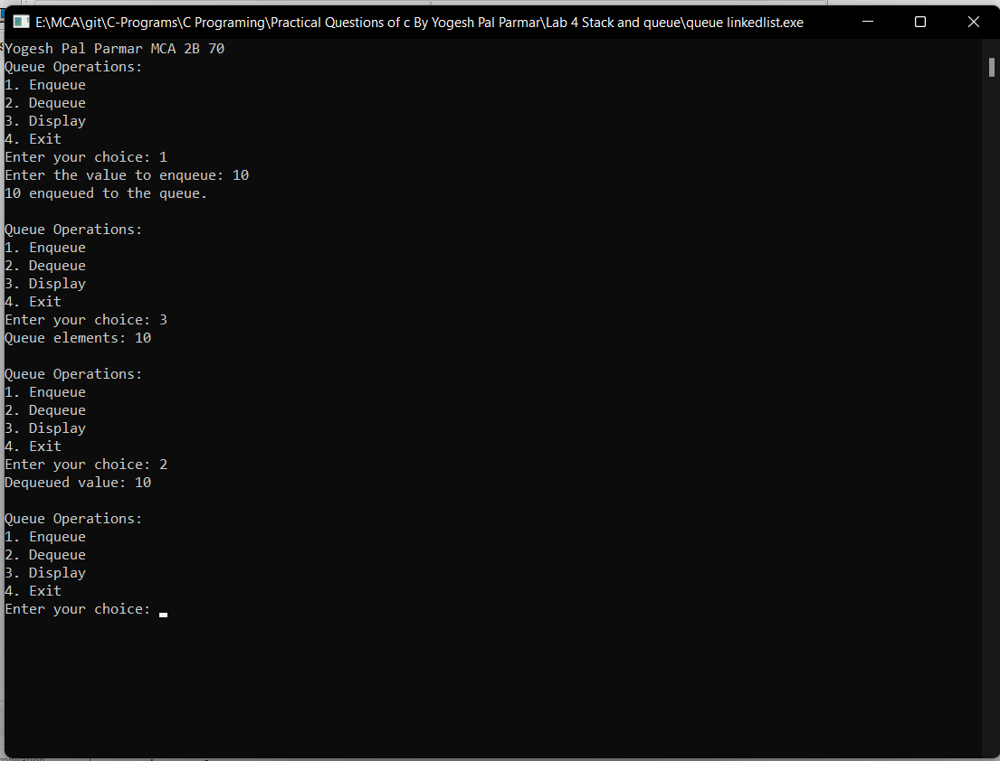 E:\MCA\git\C-Programs\C Programing\Practical Questions of c By Yogesh Pal Parmar\Lab 4 Stack and queue\queue linkedlist.exe
Yogesh Pal Parmar MCA 2B 70
Queue Operations:
1. Enqueue
2. Dequeue
3. Display
4. Exit
Enter your choice: 1
Enter the value to enqueue: 10
10 enqueued to the queue.

Queue Operations:
1. Enqueue
2. Dequeue
3. Display
4. Exit
Enter your choice: 3
Queue elements: 10

Queue Operations:
1. Enqueue
2. Dequeue
3. Display
4. Exit
Enter your choice: 2
Dequeued value: 10

Queue Operations:
1. Enqueue
2. Dequeue
3. Display
4. Exit
Enter your choice: